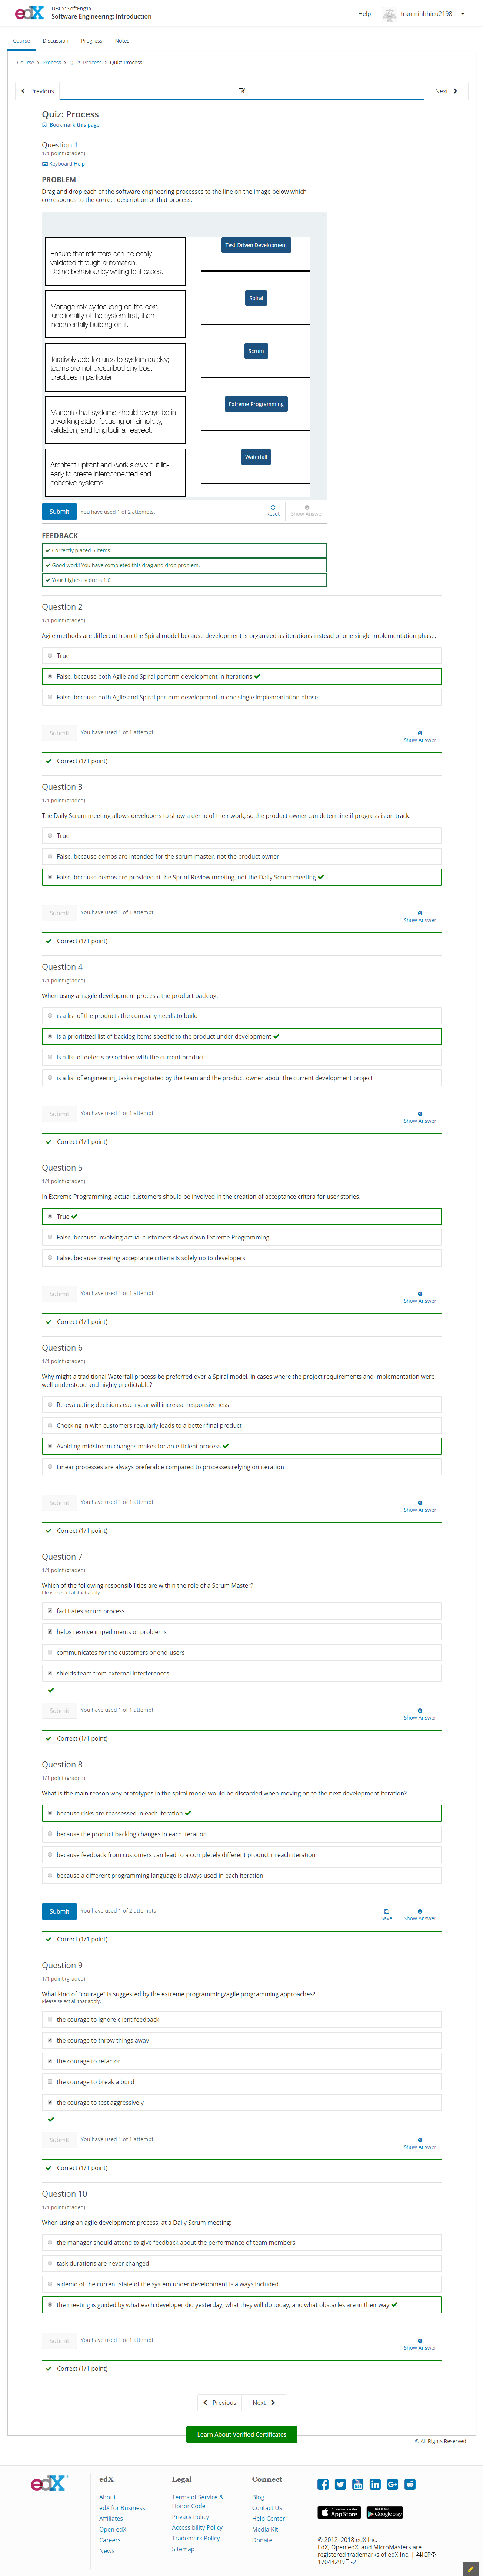 edX
UBCx: SoftEng1x
Software Engineering: Introduction
Help
tranminhhieu2198
Course
Discussion
Progress
Notes
Course > Process > Quiz: Process > Quiz: Process
Previous
Next
Quiz: Process
Bookmark this page
Question 1
1/1 point (graded)
Keyboard Help
PROBLEM
Drag and drop each of the software engineering processes to the line on the image below which
corresponds to the correct description of that process.
Ensure that refactors can be easily
validated through automation.
Define behaviour by writing test cases.
Test-Driven Development
Manage risk by focusing on the core
functionality of the system first, then
incrementally building on it.
Spiral
Iteratively add features to system quickly;
teams are not prescribed any best
practices in particular.
Scrum
Mandate that systems should always be in
a working state, focusing on simplicity,
validation, and longitudinal respect.
Extreme Programming
Architect upfront and work slowly but lin-
early to create interconnected and
cohesive systems.
Waterfall
Submit
You have used 1 of 2 attempts.
Reset
Show Answer
FEEDBACK
Correctly placed 5 items.
Good work! You have completed this drag and drop problem.
Your highest score is 1.0
Question 2
1/1 point (graded)
Agile methods are different from the Spiral model because development is organized as iterations instead of one single implementation phase.
True
False, because both Agile and Spiral perform development in iterations
False, because both Agile and Spiral perform development in one single implementation phase
Submit
You have used 1 of 1 attempt
Show Answer
Correct (1/1 point)
Question 3
1/1 point (graded)
The Daily Scrum meeting allows developers to show a demo of their work, so the product owner can determine if progress is on track.
True
False, because demos are intended for the scrum master, not the product owner
False, because demos are provided at the Sprint Review meeting, not the Daily Scrum meeting
Submit
You have used 1 of 1 attempt
Show Answer
Correct (1/1 point)
Question 4
1/1 point (graded)
When using an agile development process, the product backlog:
is a list of the products the company needs to build
is a prioritized list of backlog items specific to the product under development
is a list of defects associated with the current product
is a list of engineering tasks negotiated by the team and the product owner about the current development project
Submit
You have used 1 of 1 attempt
Show Answer
Correct (1/1 point)
Question 5
1/1 point (graded)
In Extreme Programming, actual customers should be involved in the creation of acceptance critera for user stories.
True
False, because involving actual customers slows down Extreme Programming
False, because creating acceptance criteria is solely up to developers
Submit
You have used 1 of 1 attempt
Show Answer
Correct (1/1 point)
Question 6
1/1 point (graded)
Why might a traditional Waterfall process be preferred over a Spiral model, in cases where the project requirements and implementation were
well understood and highly predictable?
Re-evaluating decisions each year will increase responsiveness
Checking in with customers regularly leads to a better final product
Avoiding midstream changes makes for an efficient process
Linear processes are always preferable compared to processes relying on iteration
Submit
You have used 1 of 1 attempt
Show Answer
Correct (1/1 point)
Question 7
1/1 point (graded)
Which of the following responsibilities are within the role of a Scrum Master?
Please select all that apply.
facilitates scrum process
helps resolve impediments or problems
communicates for the customers or end-users
shields team from external interferences
Submit
You have used 1 of 1 attempt
Show Answer
Correct (1/1 point)
Question 8
1/1 point (graded)
What is the main reason why prototypes in the spiral model would be discarded when moving on to the next development iteration?
because risks are reassessed in each iteration
because the product backlog changes in each iteration
because feedback from customers can lead to a completely different product in each iteration
because a different programming language is always used in each iteration
Submit
You have used 1 of 2 attempts
Save
Show Answer
Correct (1/1 point)
Question 9
1/1 point (graded)
What kind of "courage" is suggested by the extreme programming/agile programming approaches?
Please select all that apply.
the courage to ignore client feedback
the courage to throw things away
the courage to refactor
the courage to break a build
the courage to test aggressively
Submit
You have used 1 of 1 attempt
Show Answer
Correct (1/1 point)
Question 10
1/1 point (graded)
When using an agile development process, at a Daily Scrum meeting:
the manager should attend to give feedback about the performance of team members
task durations are never changed
a demo of the current state of the system under development is always included
the meeting is guided by what each developer did yesterday, what they will do today, and what obstacles are in their way
Submit
You have used 1 of 1 attempt
Show Answer
Correct (1/1 point)
Previous
Next
Learn About Verified Certificates
© All Rights Reserved
edX
edX
About
edX for Business
Affiliates
Open edX
Careers
News
Legal
Terms of Service &
Honor Code
Privacy Policy
Accessibility Policy
Trademark Policy
Sitemap
Connect
Blog
Contact Us
Help Center
Media Kit
Donate
Download on the
App Store
GET IT ON
Google play
© 2012–2018 edX Inc.
EdX, Open edX, and MicroMasters are
registered trademarks of edX Inc. | 粤ICP备
17044299号-2